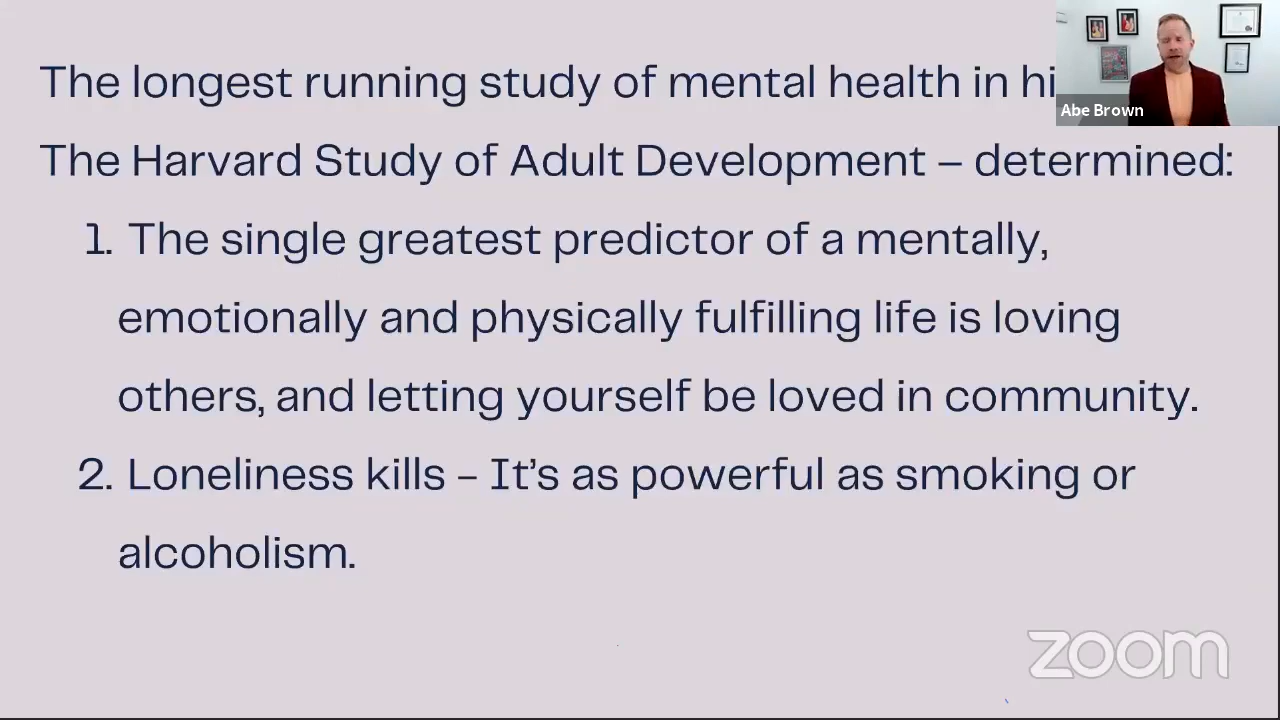 The longest running study of mental health in hi
The Harvard Study of Adult Development – determined:
1. The single greatest predictor of a mentally,
emotionally and physically fulfilling life is loving
others, and letting yourself be loved in community.
2. Loneliness kills – It's as powerful as smoking or
alcoholism.
Abe Brown
zoom